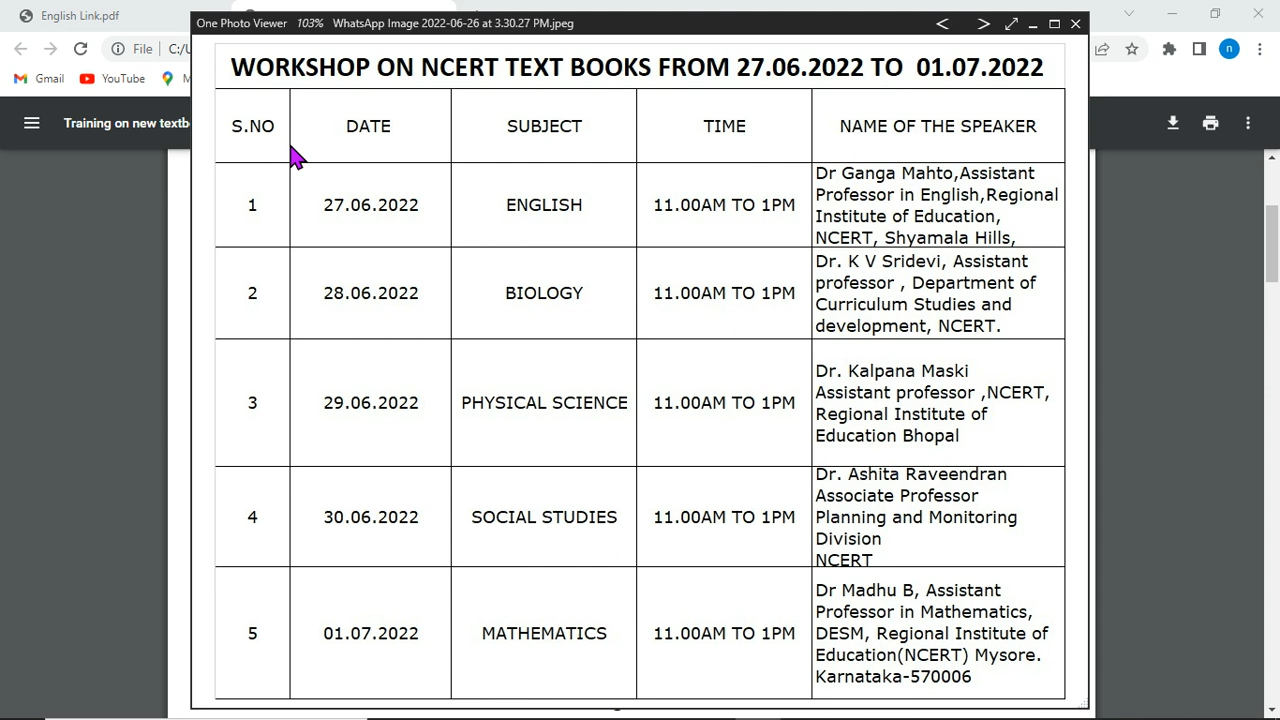 English Link.pdf
One Photo Viewer 103% WhatsApp Image 2022-06-26 at 3.30.27 PM.jpeg
File C:/U
n
Gmail YouTube
Training on new textb
WORKSHOP ON NCERT TEXT BOOKS FROM 27.06.2022 TO 01.07.2022
S.NO DATE SUBJECT TIME NAME OF THE SPEAKER
1 27.06.2022 ENGLISH 11.00AM TO 1PM
Dr Ganga Mahto,Assistant
Professor in English,Regional
Institute of Education,
NCERT, Shyamala Hills,
2 28.06.2022 BIOLOGY 11.00AM TO 1PM
Dr. K V Sridevi, Assistant
professor , Department of
Curriculum Studies and
development, NCERT.
3 29.06.2022 PHYSICAL SCIENCE 11.00AM TO 1PM
Dr. Kalpana Maski
Assistant professor ,NCERT,
Regional Institute of
Education Bhopal
4 30.06.2022 SOCIAL STUDIES 11.00AM TO 1PM
Dr. Ashita Raveendran
Associate Professor
Planning and Monitoring
Division
NCERT
5 01.07.2022 MATHEMATICS 11.00AM TO 1PM
Dr Madhu B, Assistant
Professor in Mathematics,
DESM, Regional Institute of
Education(NCERT) Mysore.
Karnataka-570006